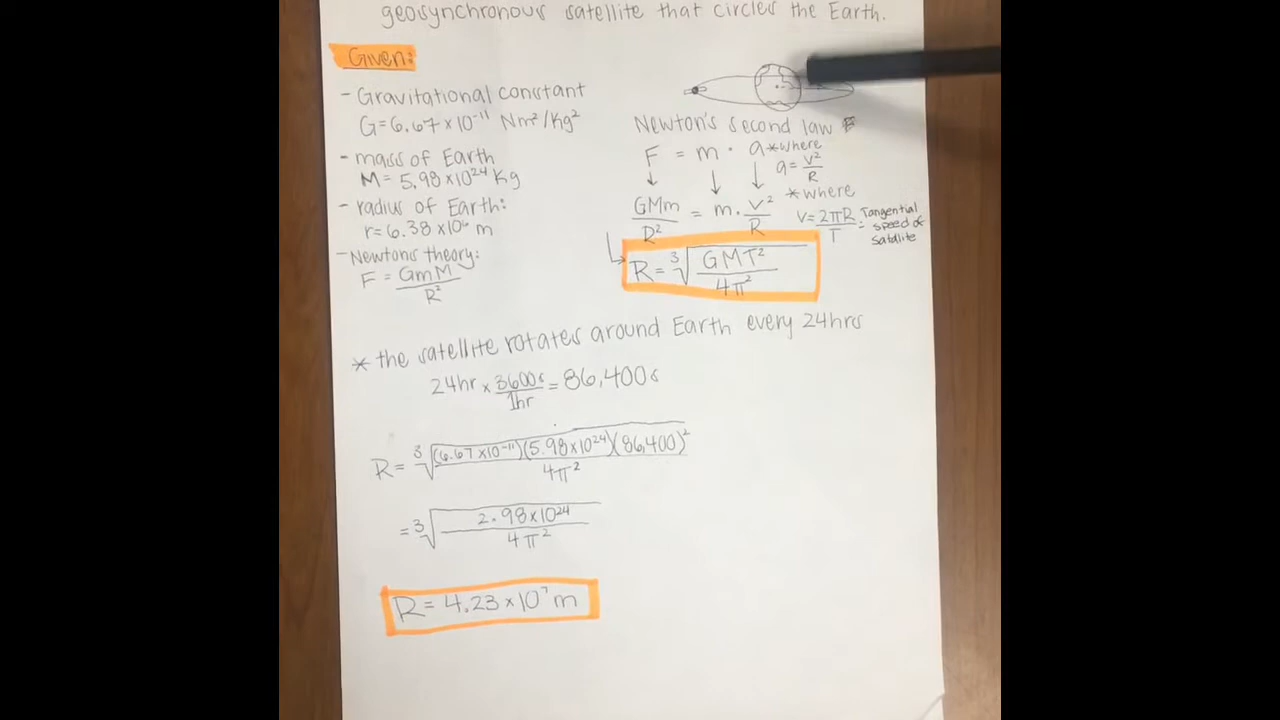 geosynchronous satellite that circles the Earth.
Given:
- Gravitational constant
G=6.67×10⁻¹¹ Nm²/kg²
- mass of Earth
M= 5.98×10²⁴ Kg
- radius of Earth:
r=6.38×10⁶ m
- Newtons theory:
F = GmM/R²
Newton's second law
F = m · a *where
a= v²/R
GMm/R² = m · v²/R *where
v= 2πR/T = Tangential
speed of
satallite
R = ³√(GMT²/4π²)
* the satellite rotates around Earth every 24hrs
24hr × 3600s/1hr = 86,400s
R = ³√((6.67×10⁻¹¹)(5.98×10²⁴)(86,400)²/4π²)
= ³√(2.98×10²⁴/4π²)
R = 4.23×10⁷ m